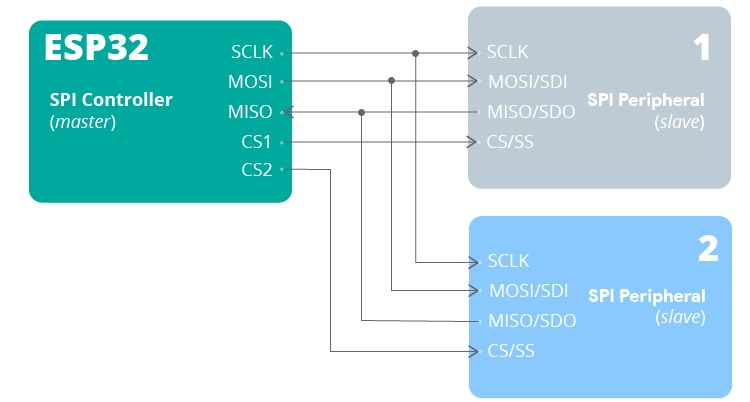 ESP32
SPI Controller
(master)
SCLK
MOSI
MISO
CS1
CS2
1
SCLK
MOSI/SDI
MISO/SDO
CS/SS
SPI Peripheral
(slave)
2
SCLK
MOSI/SDI
MISO/SDO
CS/SS
SPI Peripheral
(slave)